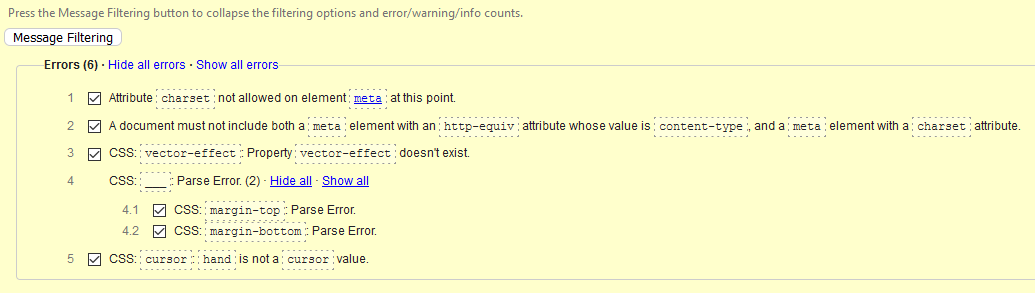 Press the Message Filtering button to collapse the filtering options and error/warning/info counts.
Message Filtering
Errors (6) · Hide all errors · Show all errors
1 Attribute charset not allowed on element meta at this point.
2 A document must not include both a meta element with an http-equiv attribute whose value is content-type, and a meta element with a charset attribute.
3 CSS: vector-effect: Property vector-effect doesn't exist.
4 CSS: ___: Parse Error. (2) · Hide all · Show all
4.1 CSS: margin-top: Parse Error.
4.2 CSS: margin-bottom: Parse Error.
5 CSS: cursor: hand is not a cursor value.